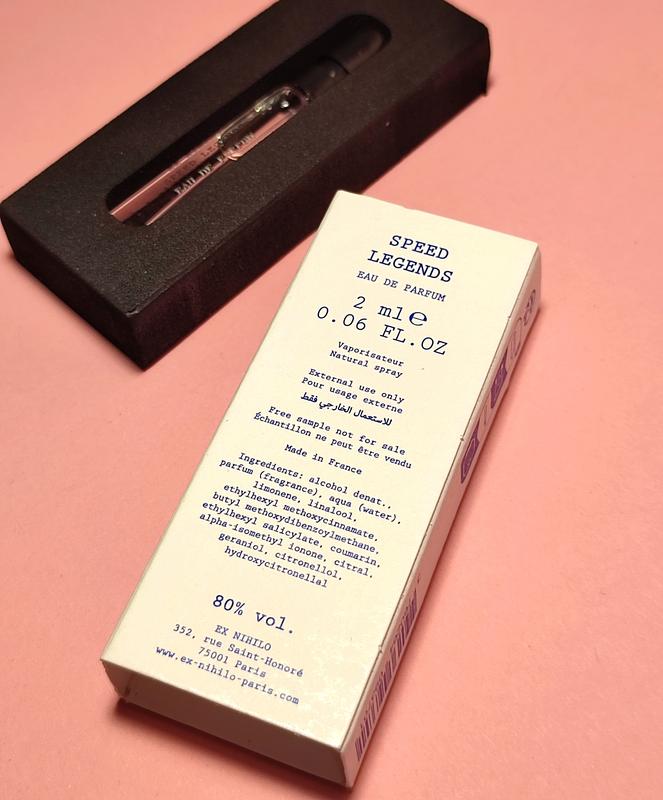 EAU DE PARFUM
SPEED
LEGENDS
EAU DE PARFUM
2 ml ℮
0.06 FL.OZ
Vaporisateur
Natural spray
External use only
Pour usage externe
للاستعمال الخارجي فقط
Free sample not for sale
Échantillon ne peut être vendu
Made in France
Ingredients: alcohol denat.,
parfum (fragrance), aqua (water),
limonene, linalool,
ethylhexyl methoxycinnamate,
butyl methoxydibenzoylmethane,
ethylhexyl salicylate, coumarin,
alpha-isomethyl ionone, citral,
geraniol, citronellol,
hydroxycitronellal
80% vol.
EX NIHILO
352, rue Saint-Honoré
75001 Paris
www.ex-nihilo-paris.com